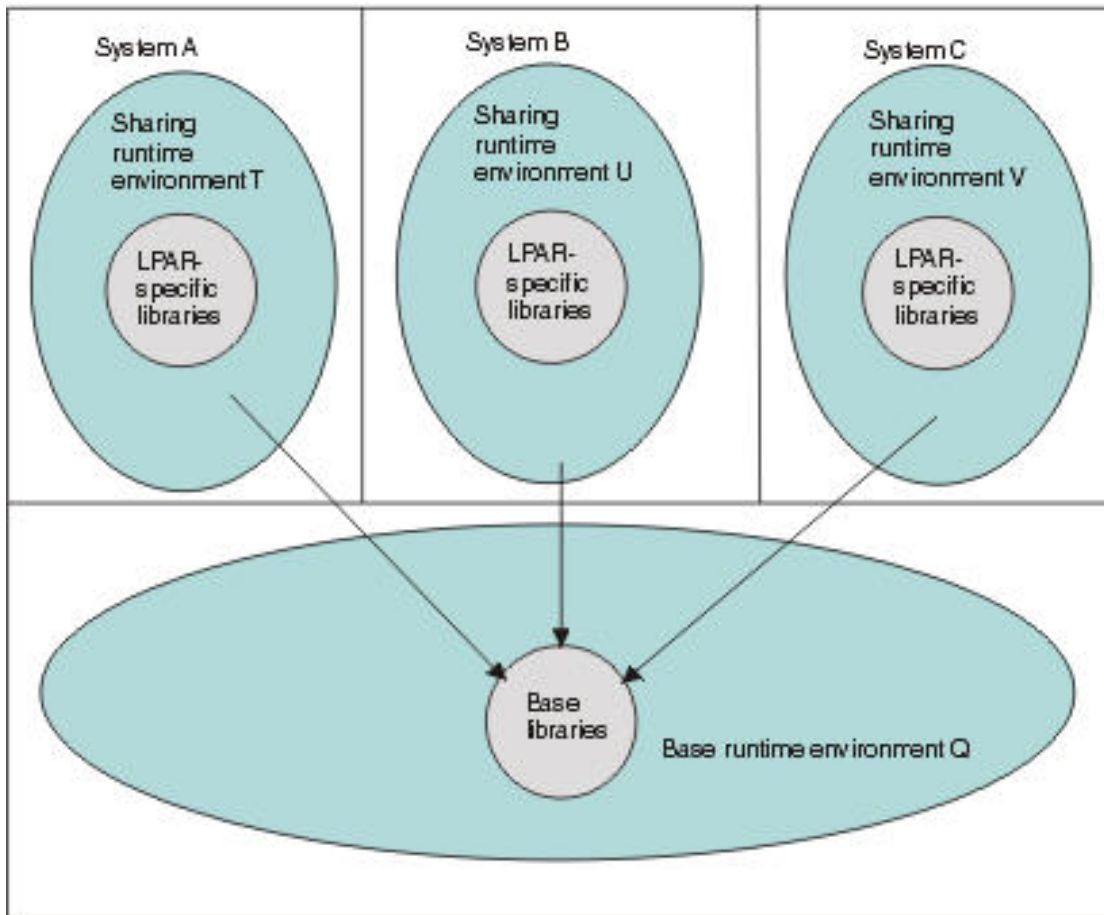 System A
Sharing
runtime
environment T
LPAR-
specific
libraries
System B
Sharing
runtime
environment U
LPAR-
specific
libraries
System C
Sharing
runtime
environment V
LPAR-
specific
libraries
Base
libraries
Base runtime environment Q